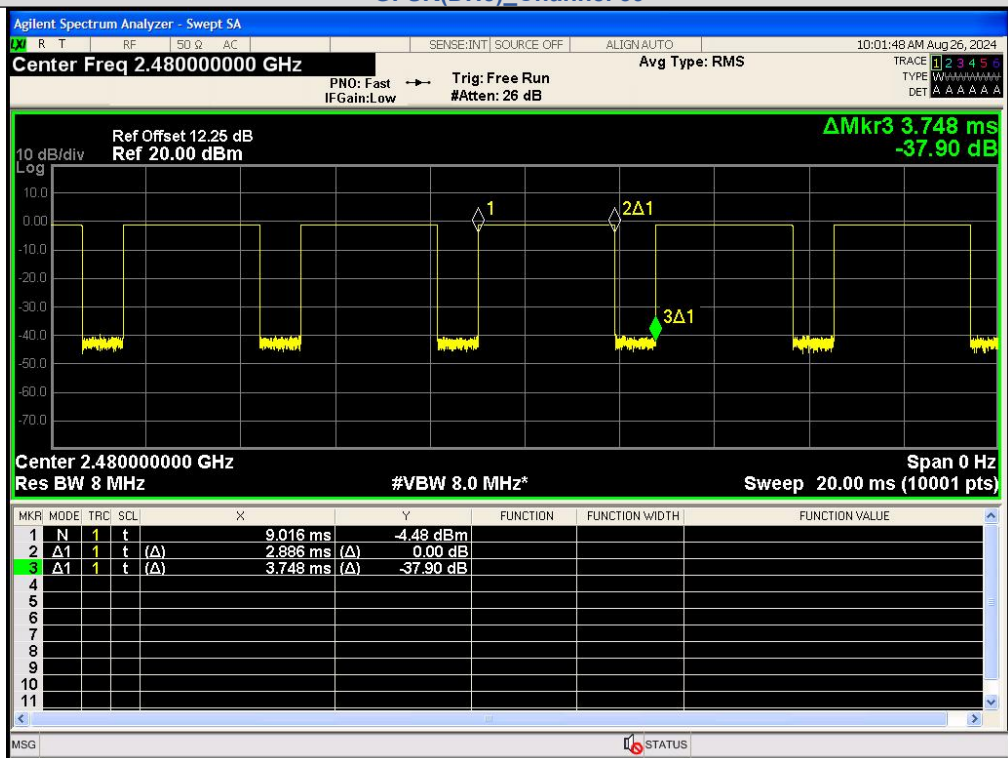 Agilent Spectrum Analyzer - Swept SA
LXI R T RF 50 Ω AC SENSE:INT SOURCE OFF ALIGN AUTO 10:01:48 AM Aug 26, 2024
Center Freq 2.480000000 GHz
PNO: Fast
IFGain:Low
Trig: Free Run
#Atten: 26 dB
Avg Type: RMS
TRACE 1 2 3 4 5 6
TYPE W
DET A A A A A A
ΔMkr3 3.748 ms
-37.90 dB
Ref Offset 12.25 dB
10 dB/div Ref 20.00 dBm
Log
10.0
0.00
-10.0
-20.0
-30.0
-40.0
-50.0
-60.0
-70.0
1
2Δ1
3Δ1
Center 2.480000000 GHz Span 0 Hz
Res BW 8 MHz #VBW 8.0 MHz* Sweep 20.00 ms (10001 pts)
MKR MODE TRC SCL X Y FUNCTION FUNCTION WIDTH FUNCTION VALUE
1 N 1 t 9.016 ms -4.48 dBm
2 Δ1 1 t (Δ) 2.886 ms (Δ) 0.00 dB
3 Δ1 1 t (Δ) 3.748 ms (Δ) -37.90 dB
4
5
6
7
8
9
10
11
MSG STATUS